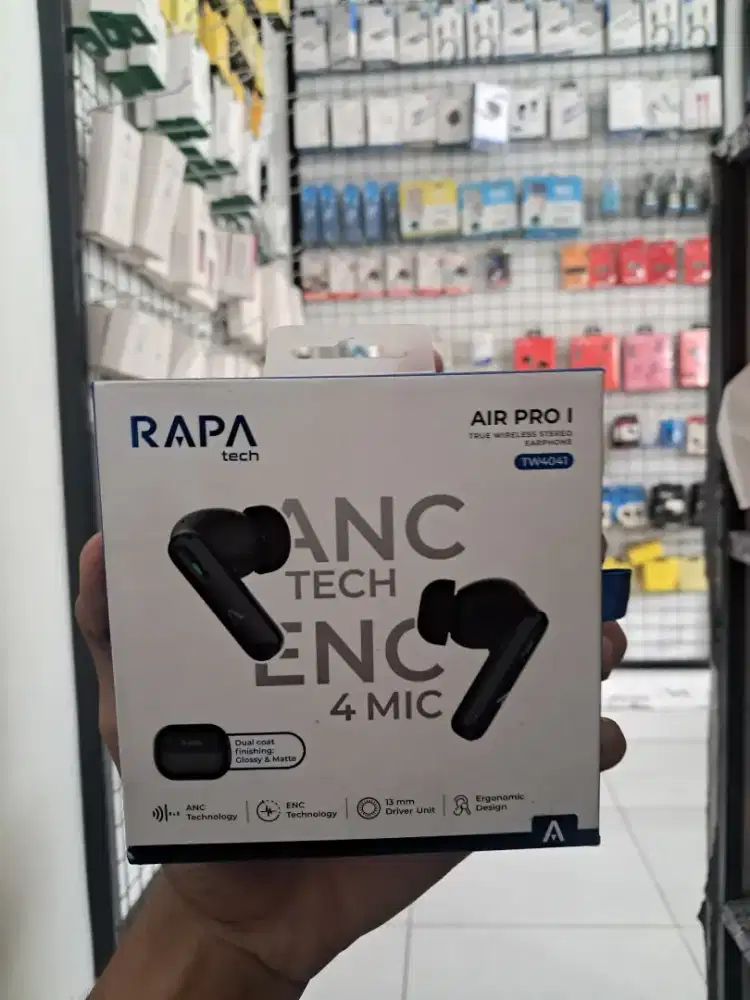 RAPA
tech
AIR PRO I
TRUE WIRELESS STEREO
EARPHONE
TW4041
ANC
TECH
ENC
4 MIC
Dual coat
finishing:
Glossy & Matte
ANC
Technology
ENC
Technology
13 mm
Driver Unit
Ergonomic
Design